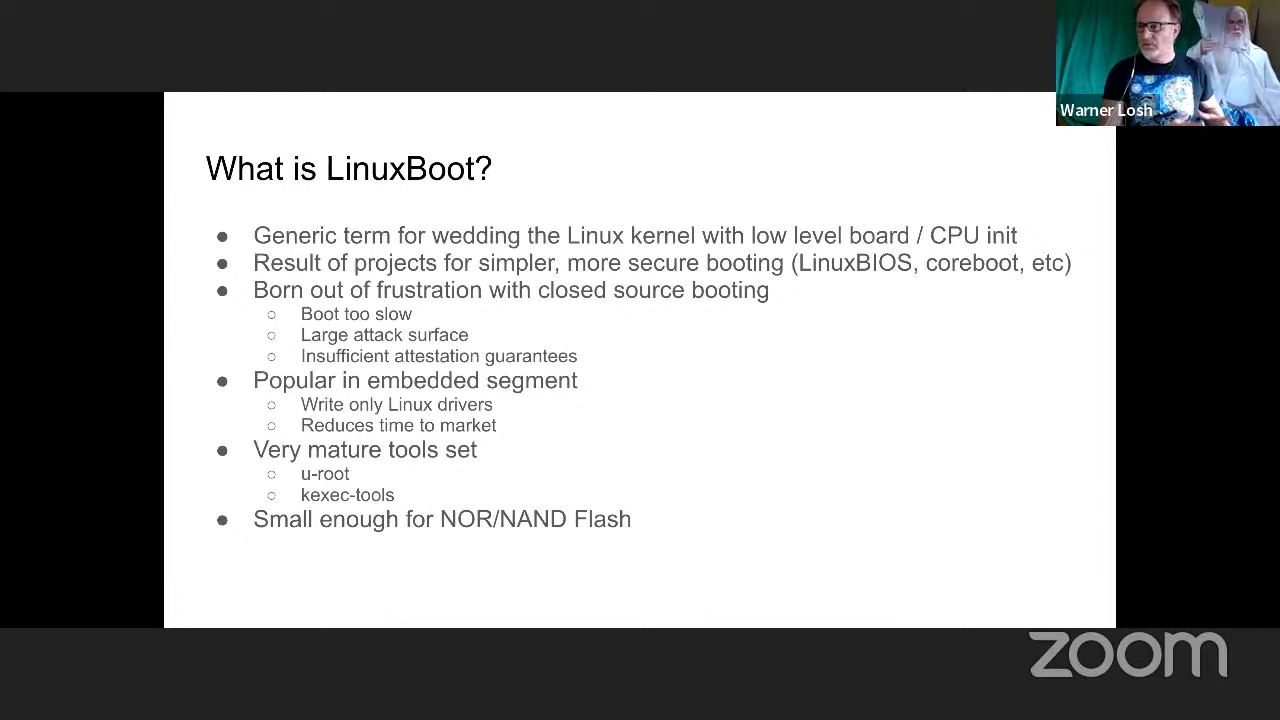 Warner Losh
What is LinuxBoot?
● Generic term for wedding the Linux kernel with low level board / CPU init
● Result of projects for simpler, more secure booting (LinuxBIOS, coreboot, etc)
● Born out of frustration with closed source booting
○ Boot too slow
○ Large attack surface
○ Insufficient attestation guarantees
● Popular in embedded segment
○ Write only Linux drivers
○ Reduces time to market
● Very mature tools set
○ u-root
○ kexec-tools
● Small enough for NOR/NAND Flash
zoom